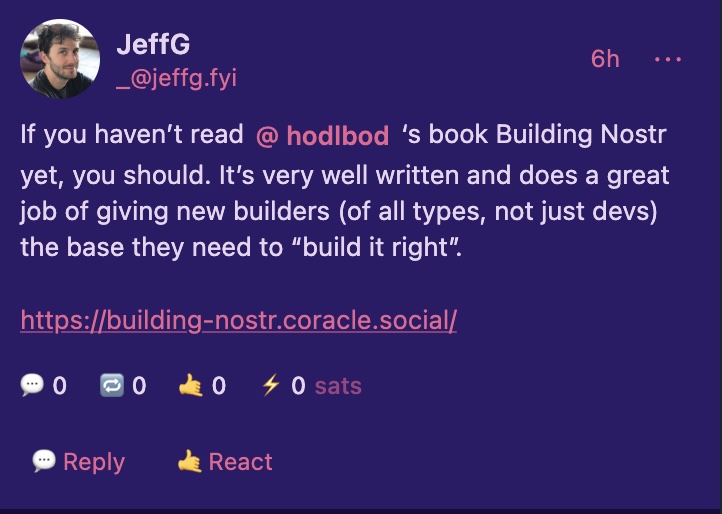 JeffG
_@jeffg.fyi
6h
If you haven’t read @ hodlbod ‘s book Building Nostr
yet, you should. It’s very well written and does a great
job of giving new builders (of all types, not just devs)
the base they need to “build it right”.
https://building-nostr.coracle.social/
0 0 0 0 sats
Reply React